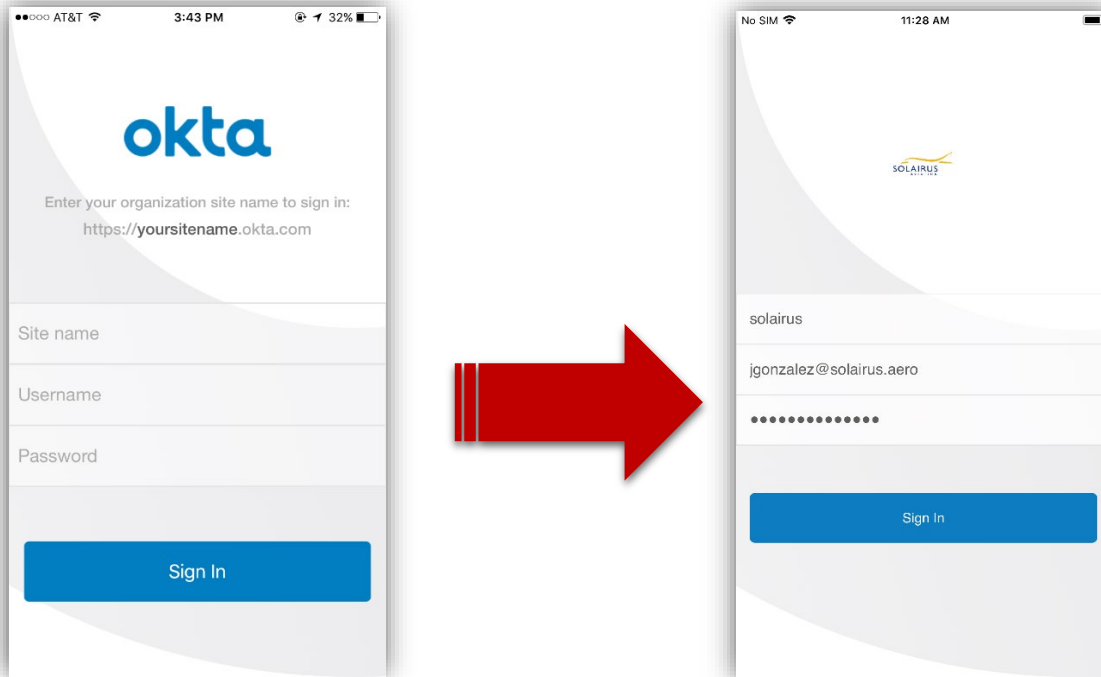 AT&T 3:43 PM 32%
okta
Enter your organization site name to sign in:
https://yoursitename.okta.com
Site name
Username
Password
Sign In
No SIM 11:28 AM
SOLAIRUS
solairus
jgonzalez@solairus.aero
●●●●●●●●●●●●●●
Sign In